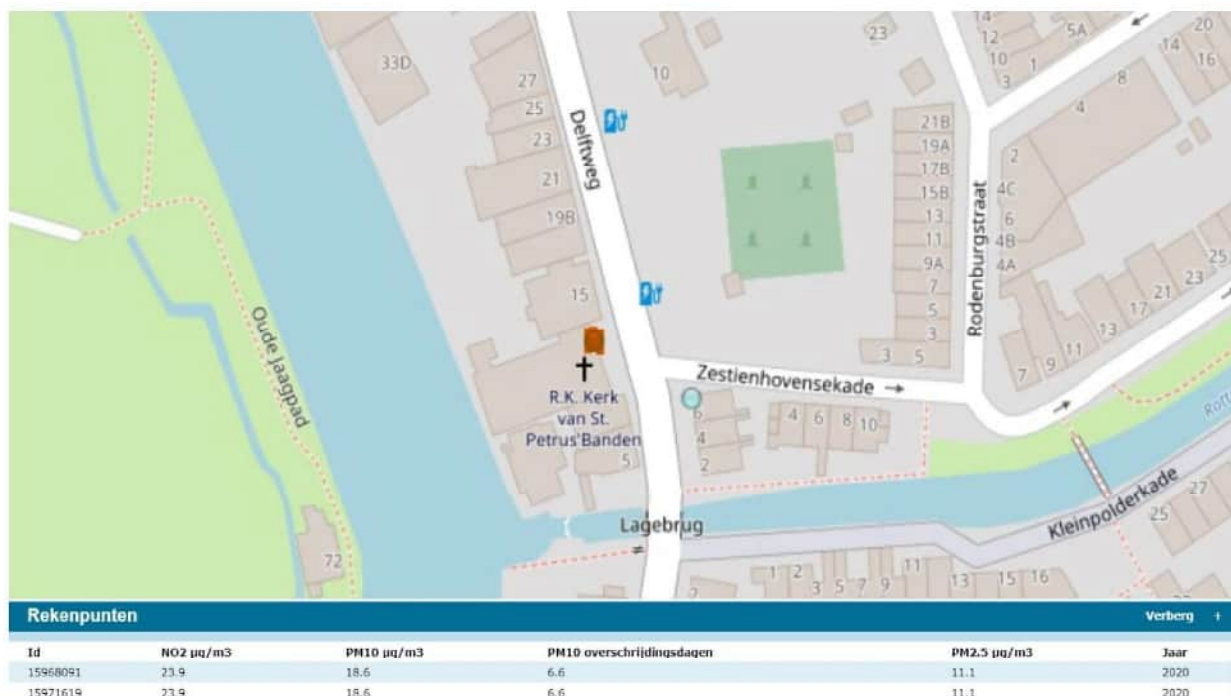 33D
27
25
23
21
19B
15
Delftweg
10
23
14
12
10
3
1
5A
20
14
16
8
4
2
4C
6
4B
4A
21B
19A
17B
15B
13
11
9A
7
5
3
3
5
Rodenburgstraat
7
9
11
13
17
21
23
25
Oude Jaagpad
R.K. Kerk
van St.
Petrus'Banden
5
Zestienhovensekade
6
4
2
4
6
8
10
Lagebrug
Kleinpolderkade
27
25
72
1
2
3
5
7
9
11
13
15
16
Rekenpunten
Verberg +
Id NO2 µg/m3 PM10 µg/m3 PM10 overschrijdingsdagen PM2.5 µg/m3 Jaar
15968091 23.9 18.6 6.6 11.1 2020
15971619 23.9 18.6 6.6 11.1 2020